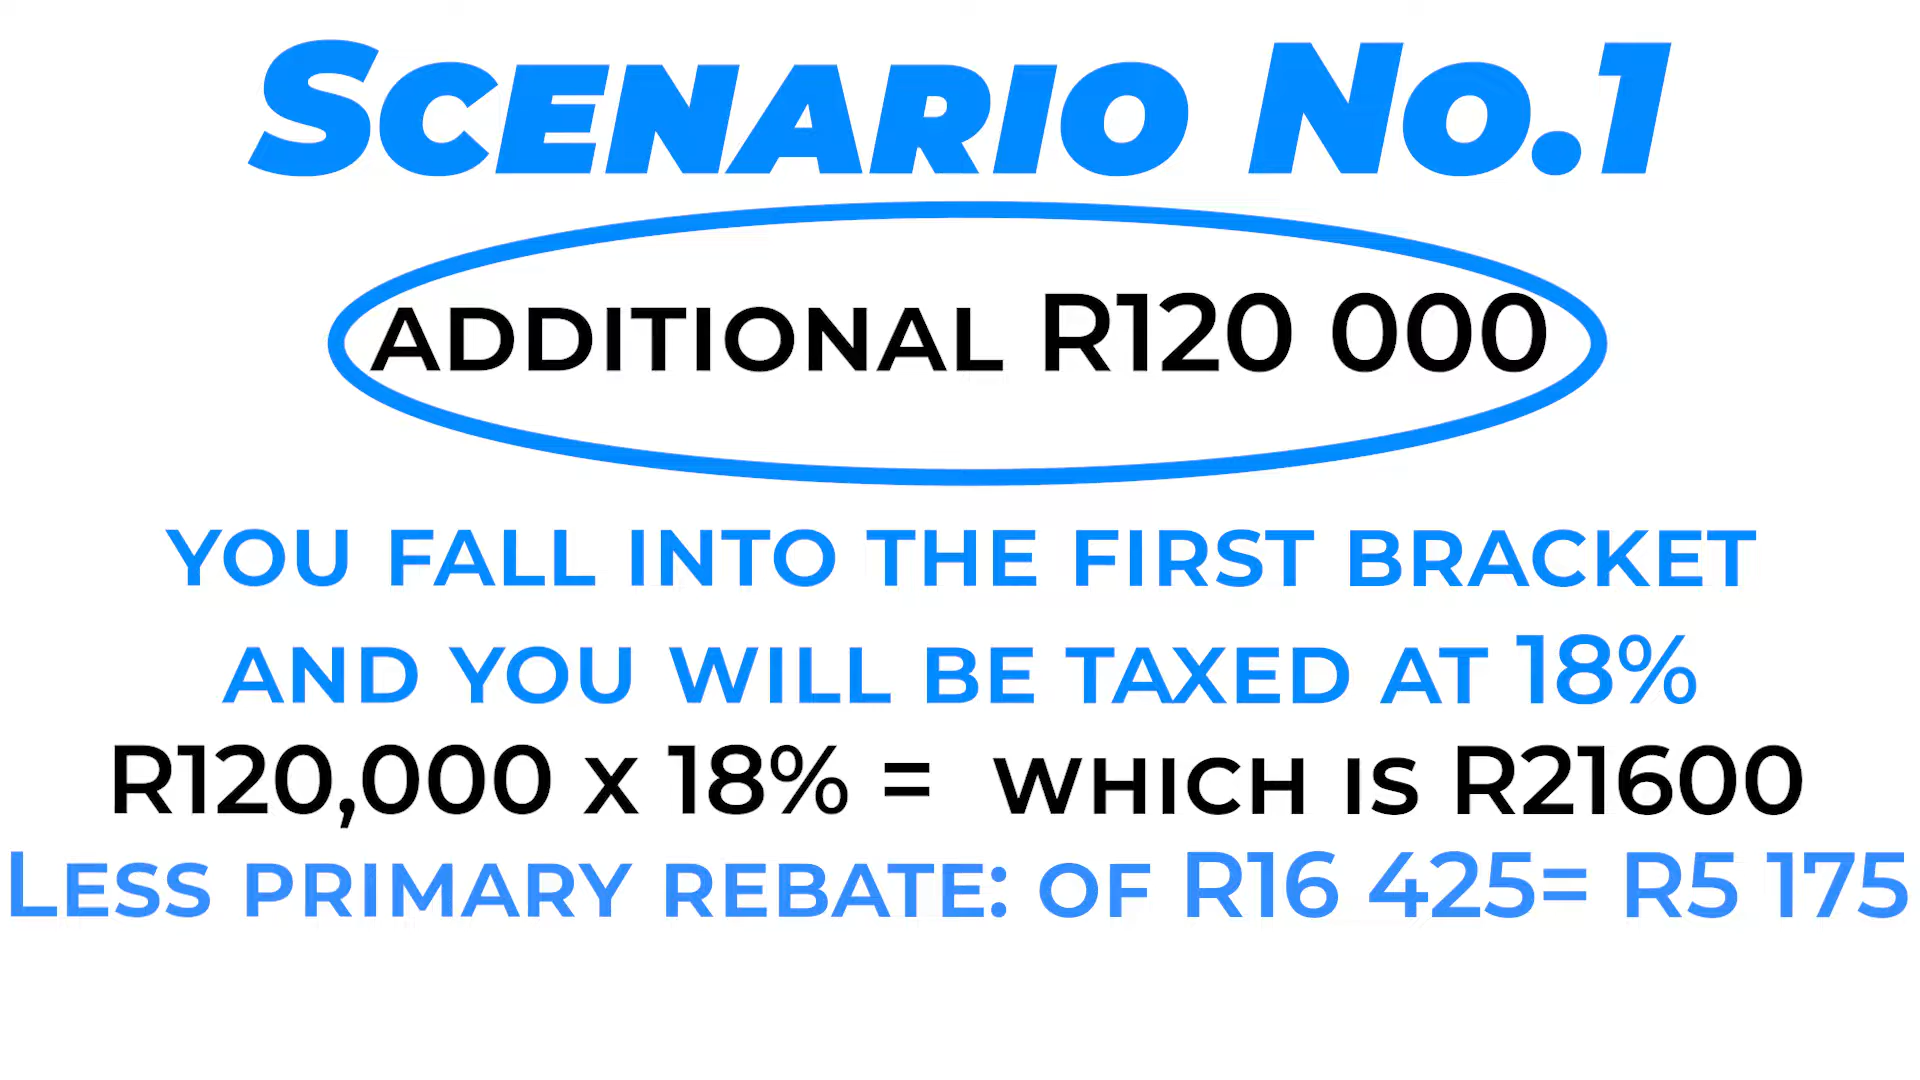 Scenario No.1
additional R120 000
you fall into the first bracket
and you will be taxed at 18%
R120,000 x 18% = which is R21600
Less primary rebate: of R16 425= R5 175